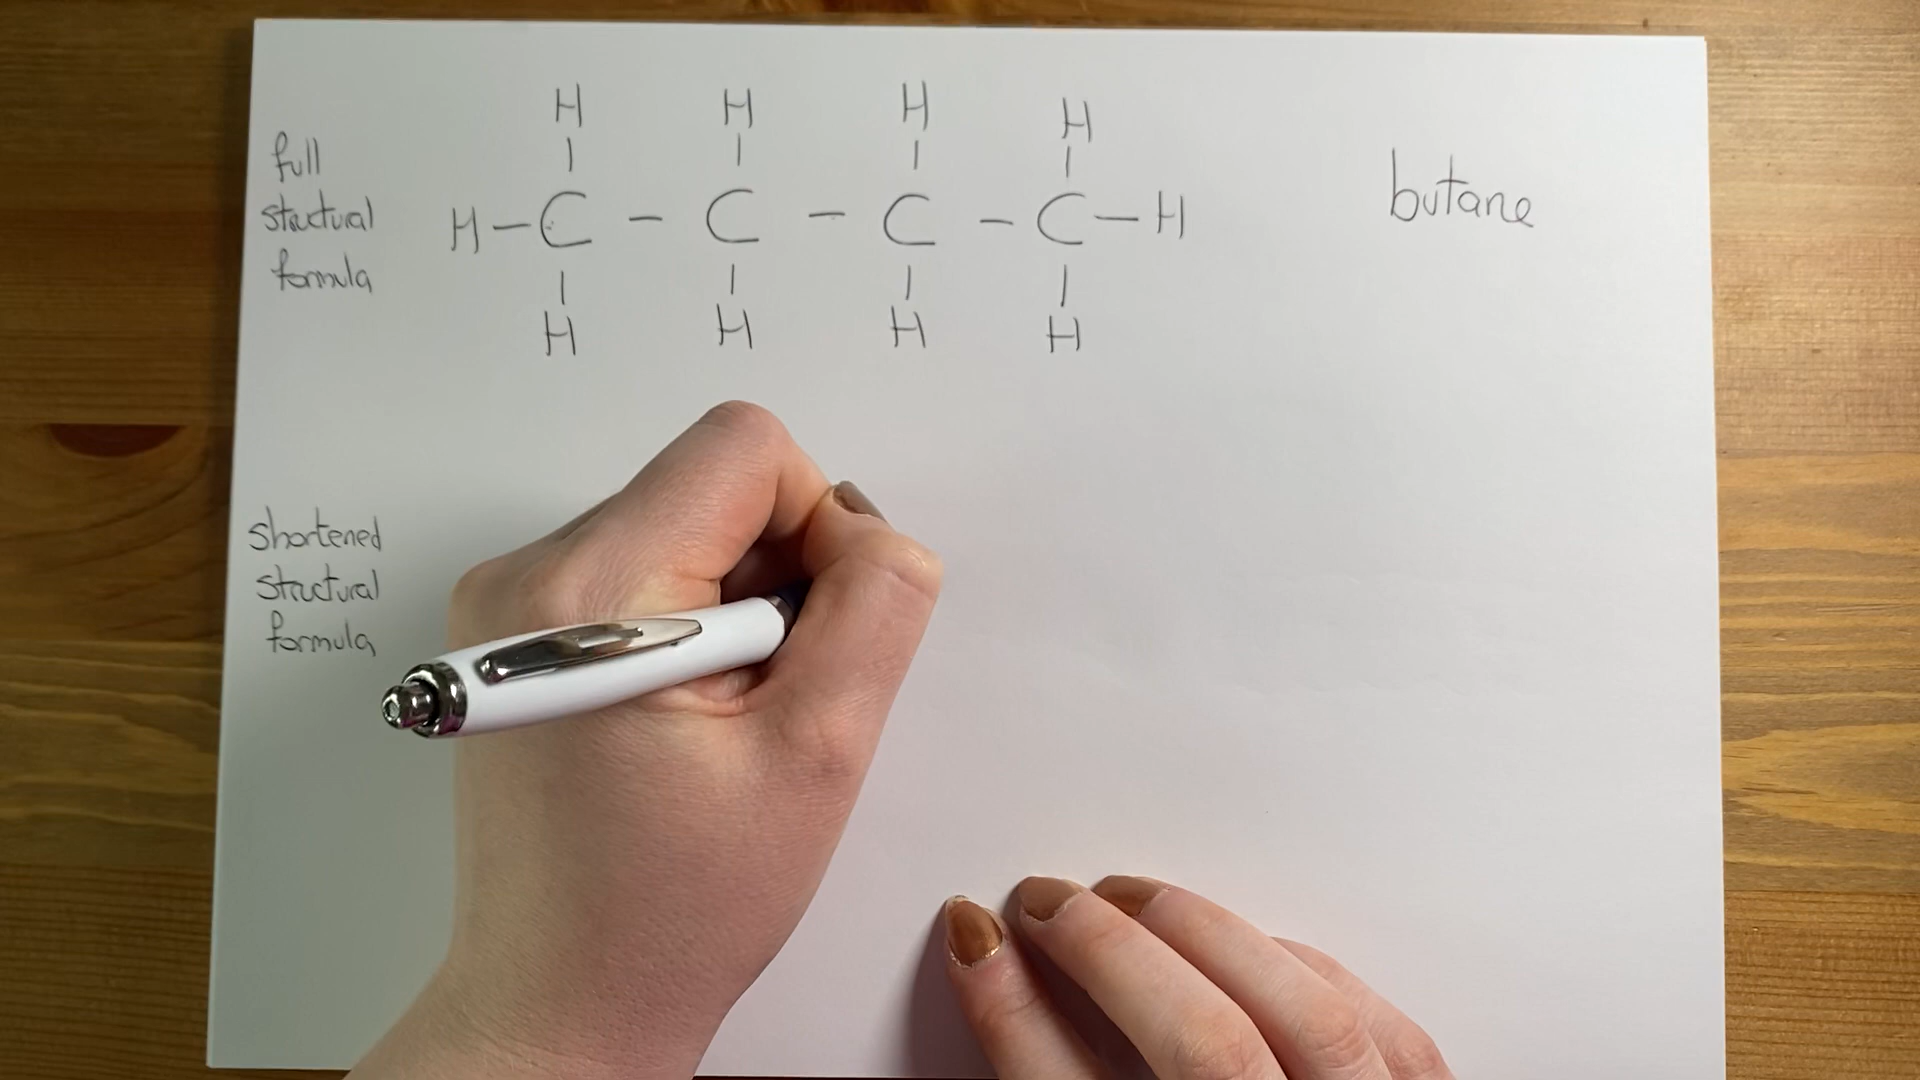 H H H H
full
structural
formula
H-C-C-C-C-H
butane
H H H H
shortened
structural
formula